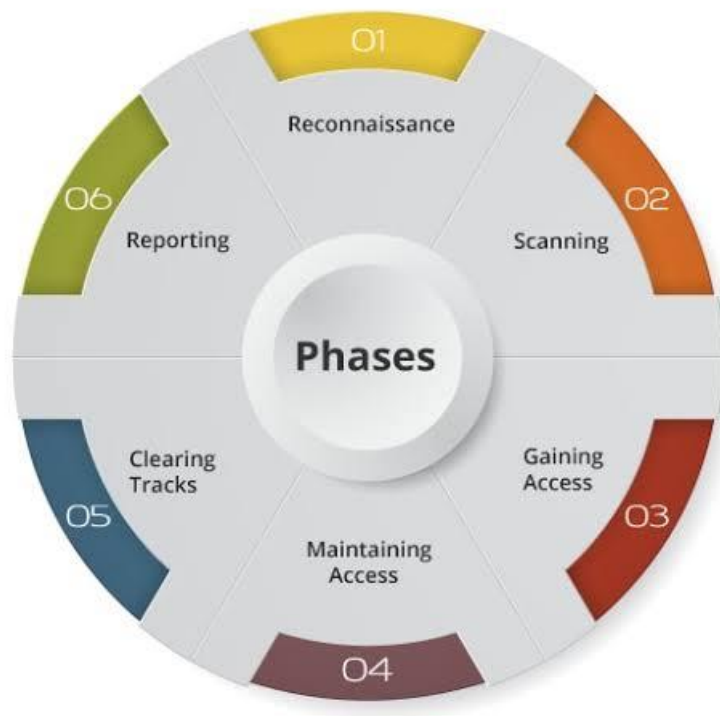 01
Reconnaissance
02
Scanning
03
Gaining
Access
04
Maintaining
Access
05
Clearing
Tracks
06
Reporting
Phases